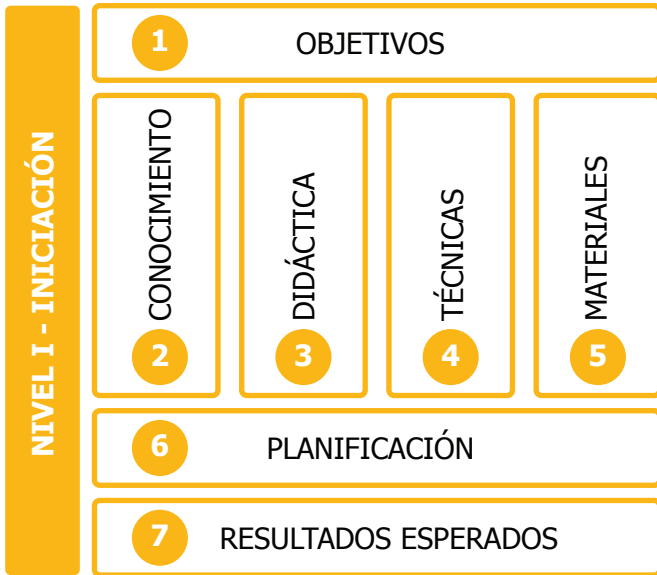 NIVEL I - INICIACIÓN
1 OBJETIVOS
CONOCIMIENTO
2
DIDÁCTICA
3
TÉCNICAS
4
MATERIALES
5
6 PLANIFICACIÓN
7 RESULTADOS ESPERADOS